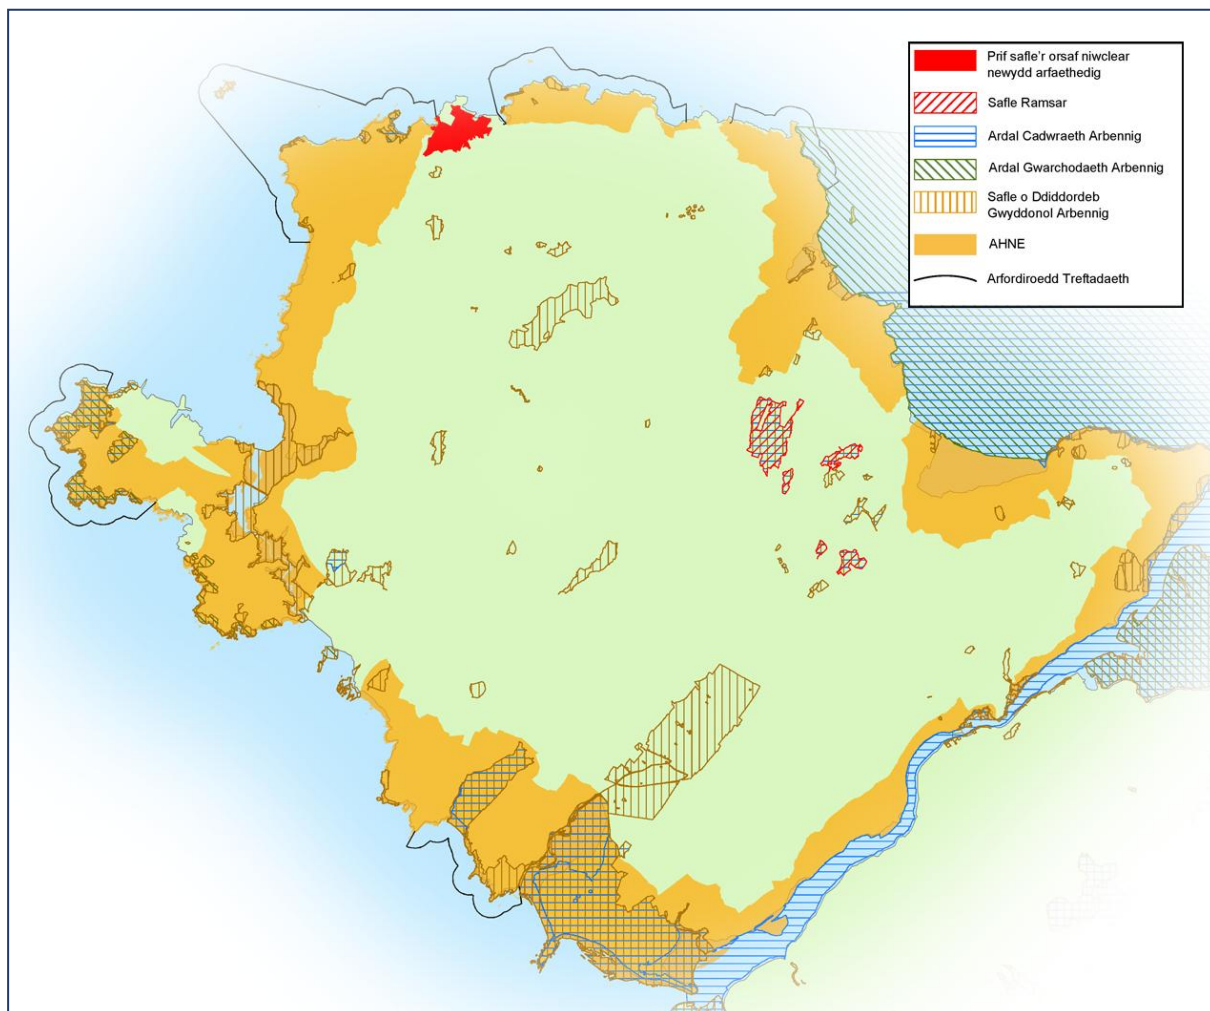 Prif safle'r orsaf niwclear
newydd arfaethedig
Safle Ramsar
Ardal Cadwraeth Arbennig
Ardal Gwarchodaeth Arbennig
Safle o Ddiddordeb
Gwyddonol Arbennig
AHNE
Arfordiroedd Treftadaeth